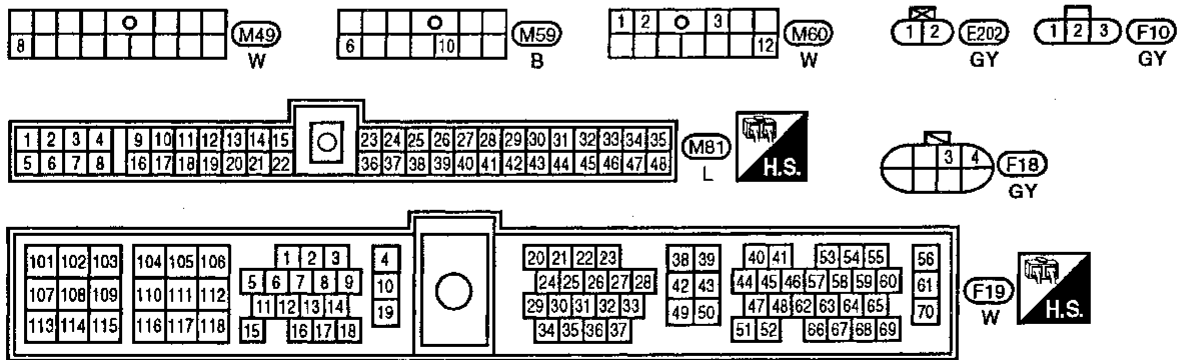 8 M49 W
6 10 M59 B
1 2 3 12 M60 W
1 2 E202 GY
1 2 3 F10 GY
1 2 3 4 9 10 11 12 13 14 15 23 24 25 26 27 28 29 30 31 32 33 34 35
5 6 7 8 16 17 18 19 20 21 22 36 37 38 39 40 41 42 43 44 45 46 47 48
M81 L
H.S.
3 4 F18 GY
101 102 103 104 105 106 1 2 3 4 20 21 22 23 38 39 40 41 53 54 55 56
107 108 109 110 111 112 5 6 7 8 9 10 24 25 26 27 28 42 43 44 45 46 57 58 59 60 61
113 114 115 116 117 118 11 12 13 14 19 29 30 31 32 33 49 50 47 48 62 63 64 65 70
15 16 17 18 34 35 36 37 51 52 66 67 68 69
F19 W
H.S.